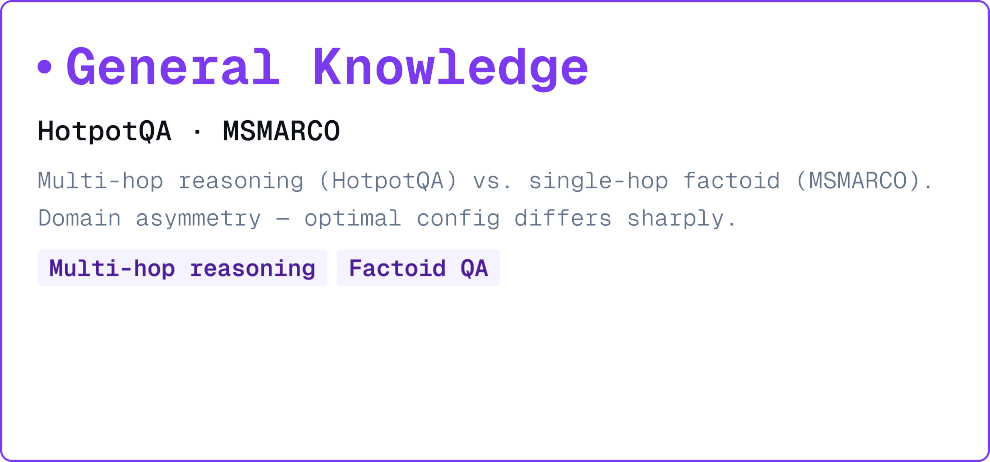 • General Knowledge
HotpotQA · MSMARCO
Multi-hop reasoning (HotpotQA) vs. single-hop factoid (MSMARCO).
Domain asymmetry — optimal config differs sharply.
Multi-hop reasoning Factoid QA